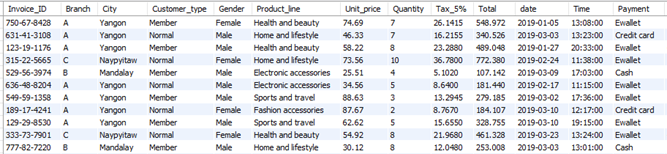 Invoice_ID Branch City Customer_type Gender Product_line Unit_price Quantity Tax_5% Total date Time Payment
750-67-8428 A Yangon Member Female Health and beauty 74.69 7 26.1415 548.972 2019-01-05 13:08:00 Ewallet
631-41-3108 A Yangon Normal Male Home and lifestyle 46.33 7 16.2155 340.526 2019-03-03 13:23:00 Credit card
123-19-1176 A Yangon Member Male Health and beauty 58.22 8 23.2880 489.048 2019-01-27 20:33:00 Ewallet
315-22-5665 C Naypyitaw Normal Female Home and lifestyle 73.56 10 36.7800 772.380 2019-02-24 11:38:00 Ewallet
529-56-3974 B Mandalay Member Male Electronic accessories 25.51 4 5.1020 107.142 2019-03-09 17:03:00 Cash
636-48-8204 A Yangon Normal Male Electronic accessories 34.56 5 8.6400 181.440 2019-02-17 11:15:00 Ewallet
549-59-1358 A Yangon Member Male Sports and travel 88.63 3 13.2945 279.185 2019-03-02 17:36:00 Ewallet
189-17-4241 A Yangon Normal Female Fashion accessories 87.67 2 8.7670 184.107 2019-03-10 12:17:00 Credit card
129-29-8530 A Yangon Member Male Sports and travel 62.62 5 15.6550 328.755 2019-03-10 19:15:00 Ewallet
333-73-7901 C Naypyitaw Normal Female Health and beauty 54.92 8 21.9680 461.328 2019-03-23 13:24:00 Ewallet
777-82-7220 B Mandalay Member Male Home and lifestyle 30.12 8 12.0480 253.008 2019-03-03 13:01:00 Cash